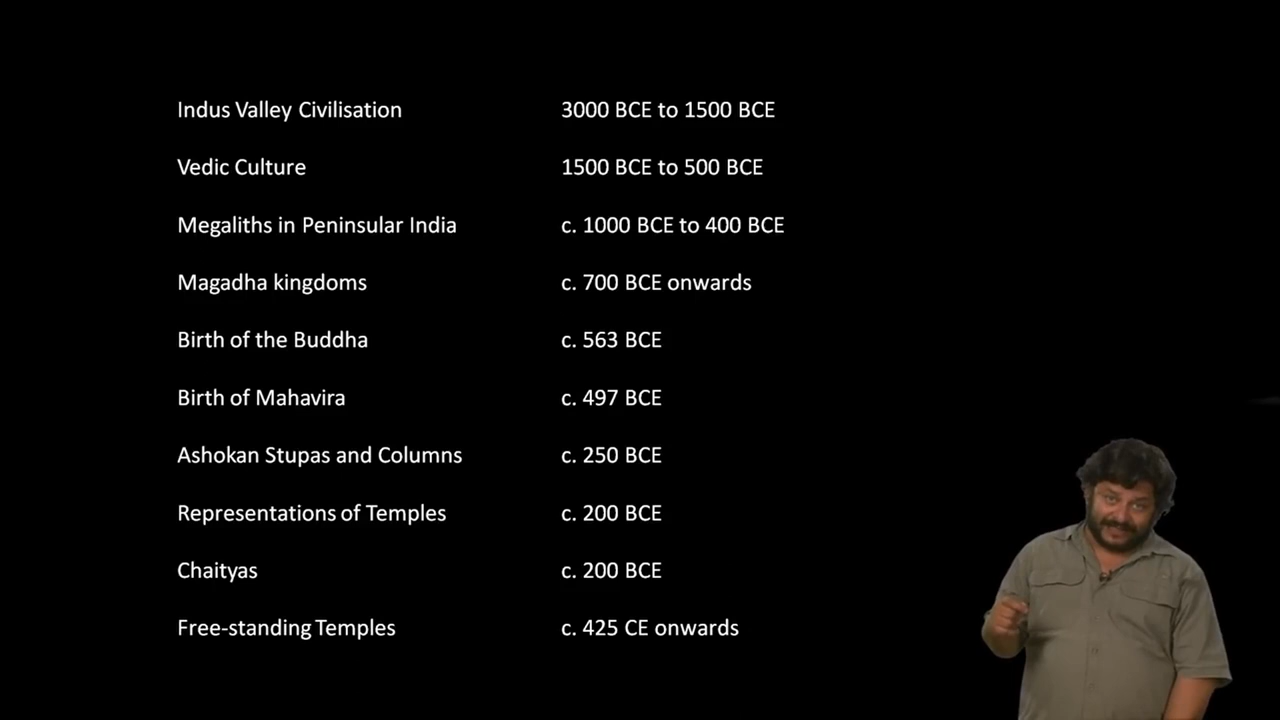 Indus Valley Civilisation 3000 BCE to 1500 BCE
Vedic Culture 1500 BCE to 500 BCE
Megaliths in Peninsular India c. 1000 BCE to 400 BCE
Magadha kingdoms c. 700 BCE onwards
Birth of the Buddha c. 563 BCE
Birth of Mahavira c. 497 BCE
Ashokan Stupas and Columns c. 250 BCE
Representations of Temples c. 200 BCE
Chaityas c. 200 BCE
Free-standing Temples c. 425 CE onwards